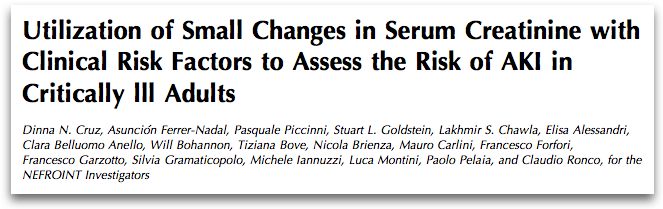 Utilization of Small Changes in Serum Creatinine with
Clinical Risk Factors to Assess the Risk of AKI in
Critically lll Adults
Dinna N. Cruz, Asunción Ferrer-Nadal, Pasquale Piccinni, Stuart L. Goldstein, Lakhmir S. Chawla, Elisa Alessandri,
Clara Belluomo Anello, Will Bohannon, Tiziana Bove, Nicola Brienza, Mauro Carlini, Francesco Forfori,
Francesco Garzotto, Silvia Gramaticopolo, Michele Iannuzzi, Luca Montini, Paolo Pelaia, and Claudio Ronco, for the
NEFROINT Investigators